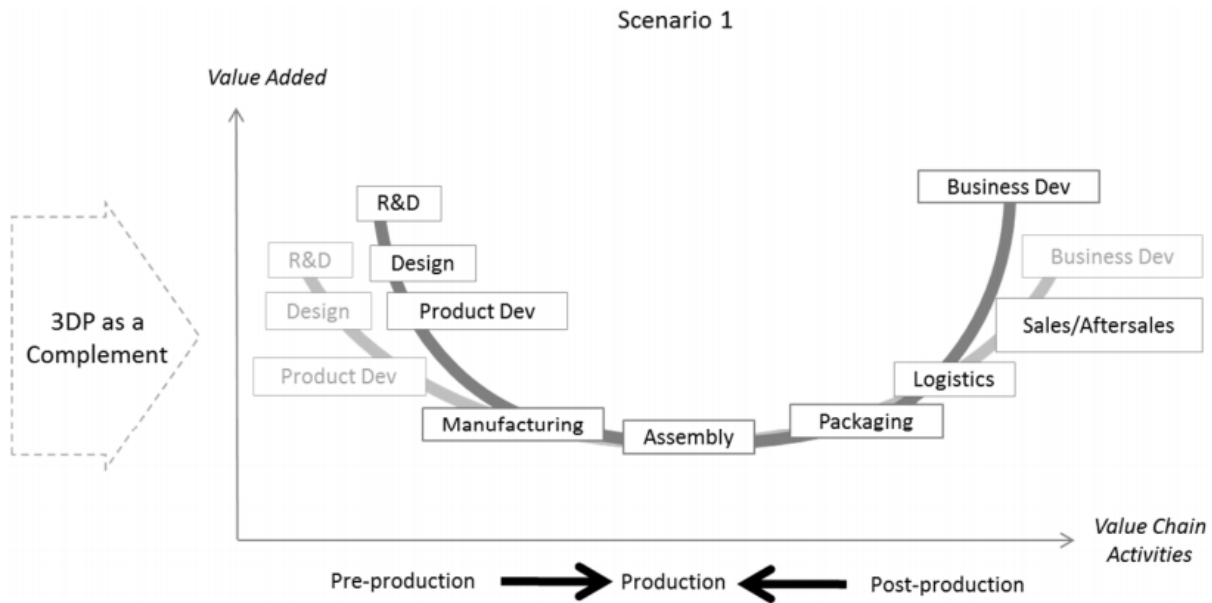 Scenario 1
Value Added
R&D
Business Dev
R&D
Design
Business Dev
Design
Product Dev
Sales/Aftersales
3DP as a
Complement
Product Dev
Logistics
Manufacturing
Assembly
Packaging
Value Chain
Activities
Pre-production
Production
Post-production